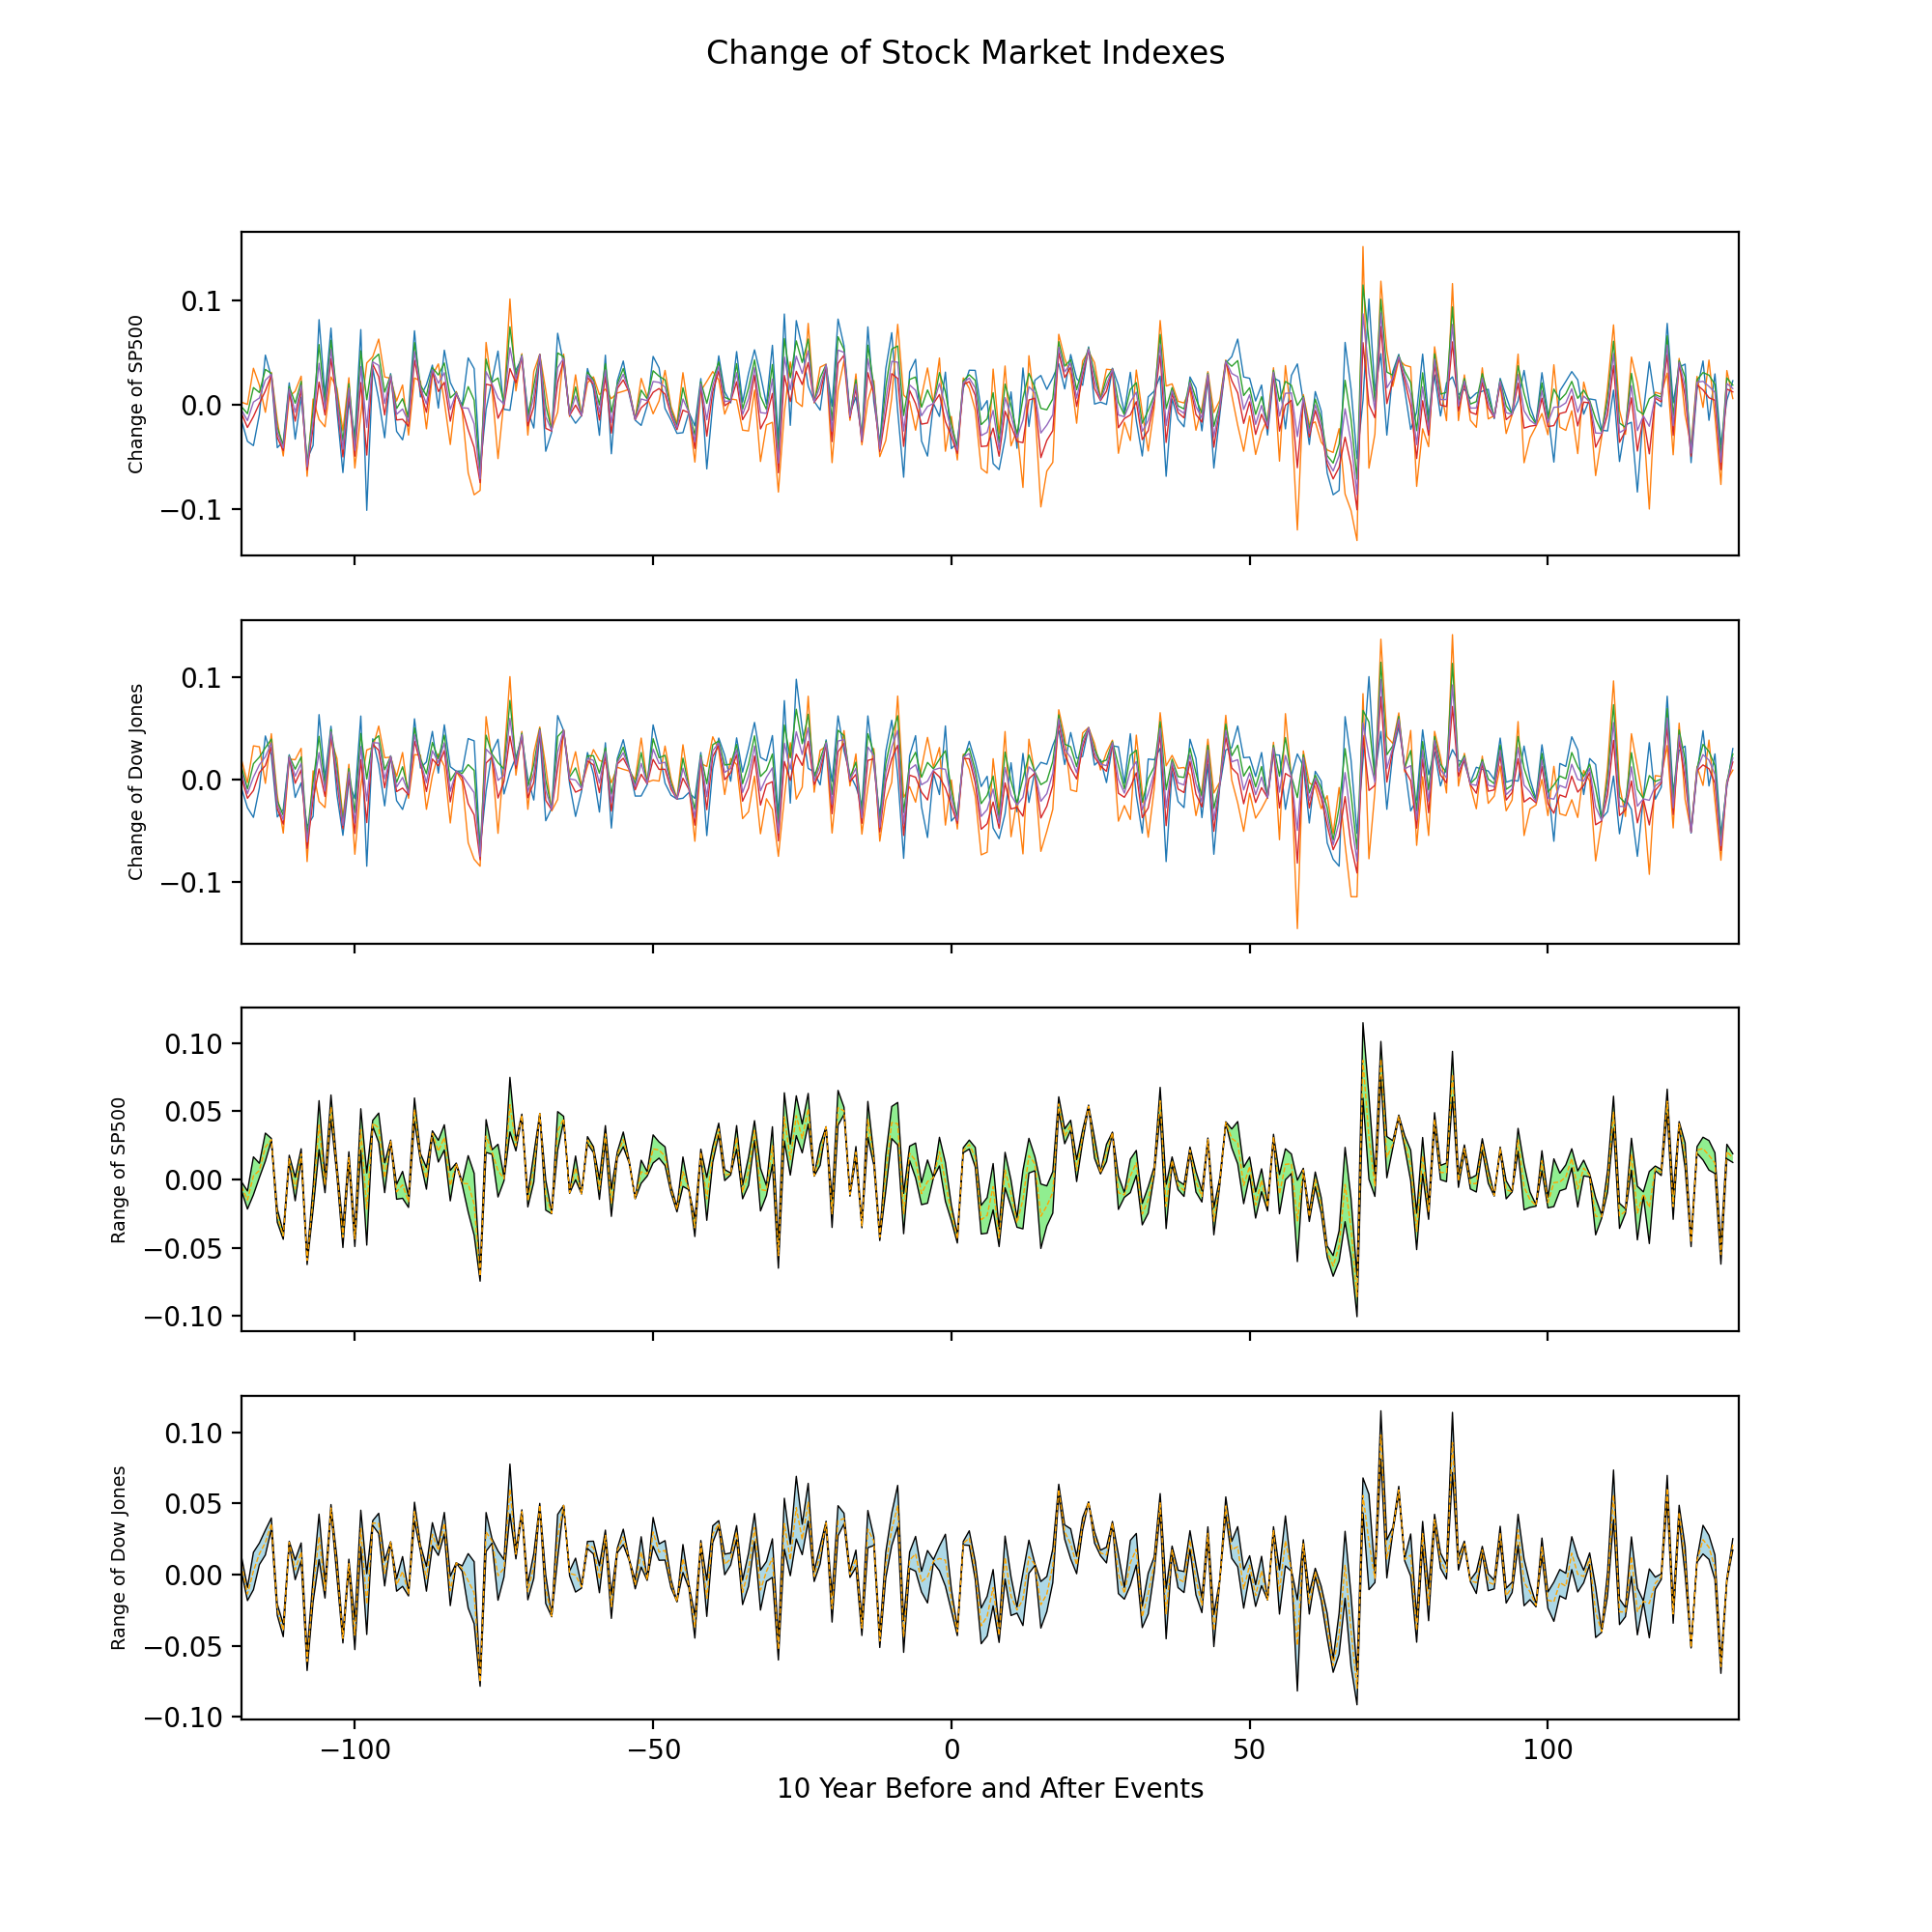 Change of Stock Market Indexes
Change of SP500
0.1
0.0
−0.1
Change of Dow Jones
0.1
0.0
−0.1
Range of SP500
0.10
0.05
0.00
−0.05
−0.10
Range of Dow Jones
0.10
0.05
0.00
−0.05
−0.10
−100 −50 0 50 100
10 Year Before and After Events